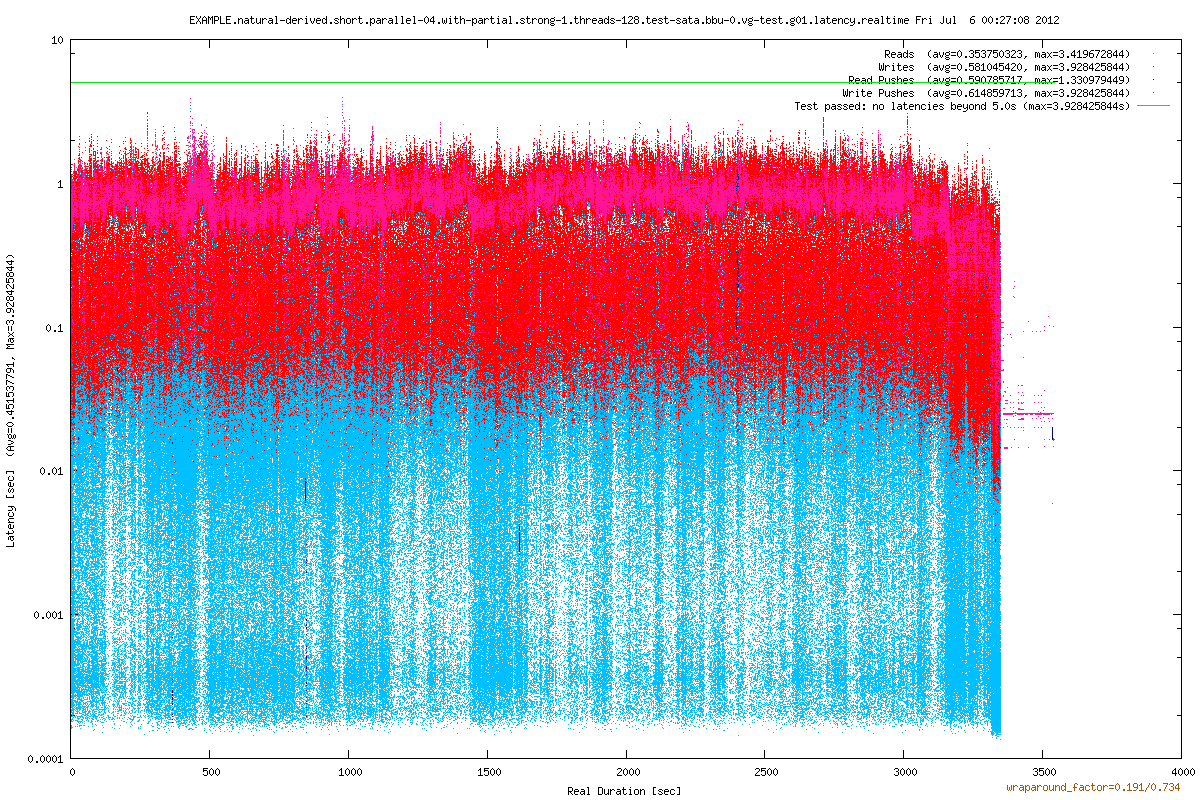 EXAMPLE.natural-derived.short.parallel-04.with-partial.strong-1.threads-128.test-sata.bbu-0.vg-test.g01.latency.realtime Fri Jul  6 00:27:08 2012
10
Reads  (avg=0.353750323, max=3.419672844)
Writes  (avg=0.581045420, max=3.928425844)
Read Pushes  (avg=0.590785717, max=1.330979449)
Write Pushes  (avg=0.614859713, max=3.928425844)
Test passed: no latencies beyond 5.0s (max=3.928425844s)
1
0.1
0.01
0.001
0.0001
Latency [sec]  (Avg=0.451537791, Max=3.928425844)
0 500 1000 1500 2000 2500 3000 3500 4000
Real Duration [sec]
wraparound_factor=0.191/0.734